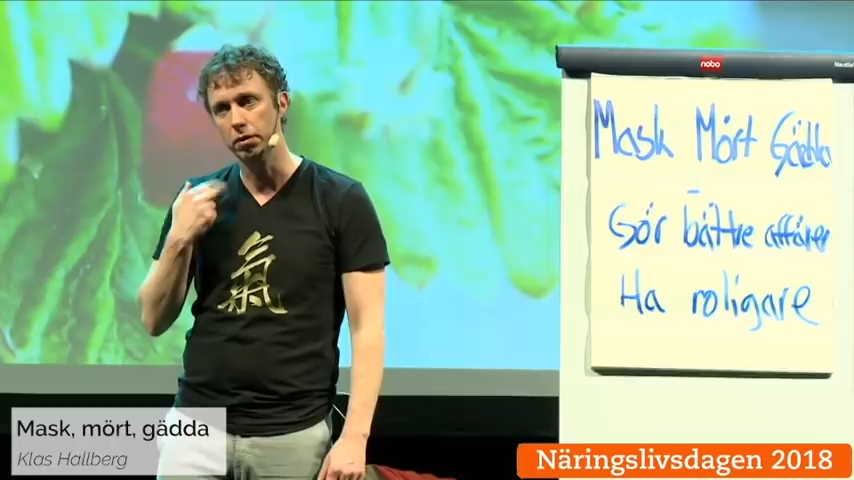 nobo
Mask Mört Gädda
Gör bättre affärer
Ha roligare
氣
Mask, mört, gädda
Klas Hallberg
Näringslivsdagen 2018